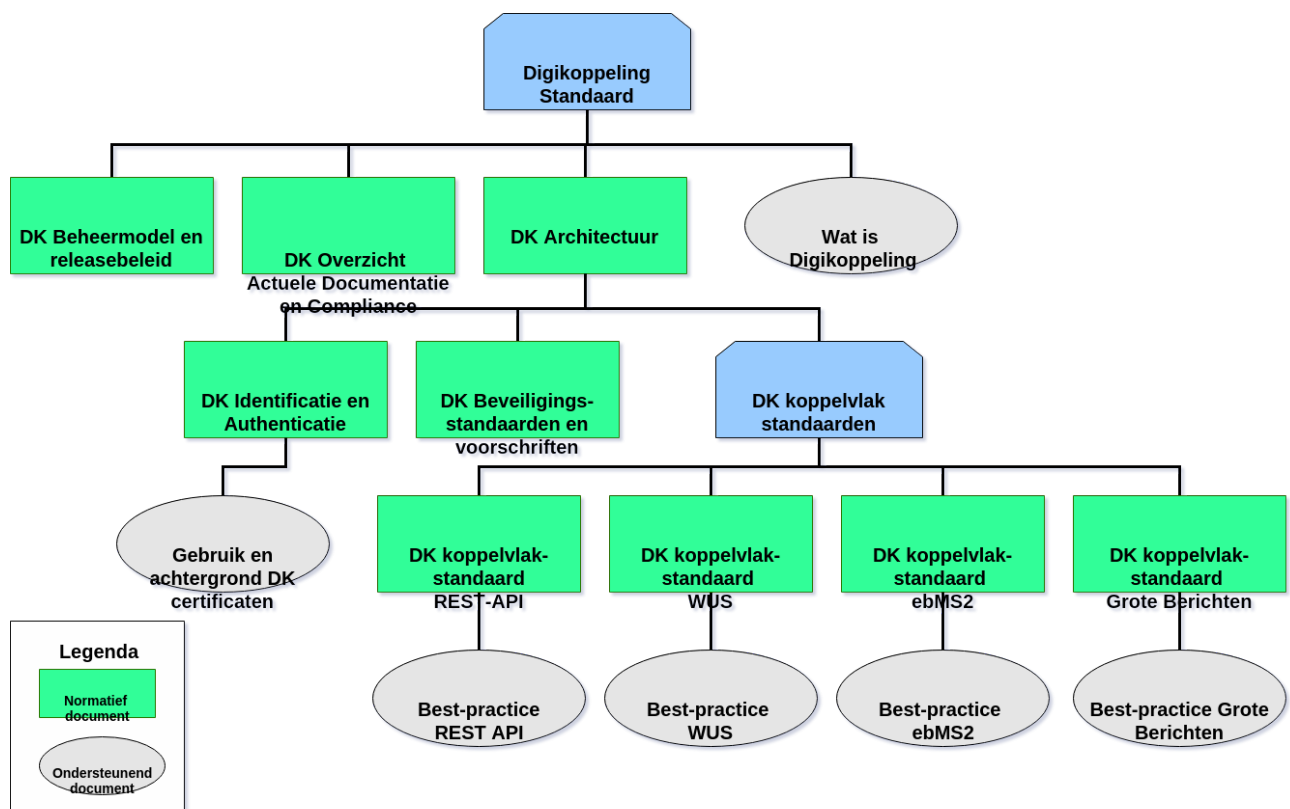 Digikoppeling
Standaard
DK Beheermodel en
releasebeleid
DK Overzicht
Actuele Documentatie
en Compliance
DK Architectuur
Wat is
Digikoppeling
DK Identificatie en
Authenticatie
DK Beveiligings-
standaarden en
voorschriften
DK koppelvlak
standaarden
Gebruik en
achtergrond DK
certificaten
DK koppelvlak-
standaard
REST-API
DK koppelvlak-
standaard
WUS
DK koppelvlak-
standaard
ebMS2
DK koppelvlak-
standaard
Grote Berichten
Best-practice
REST API
Best-practice
WUS
Best-practice
ebMS2
Best-practice Grote
Berichten
Legenda
Normatief
document
Ondersteunend
document